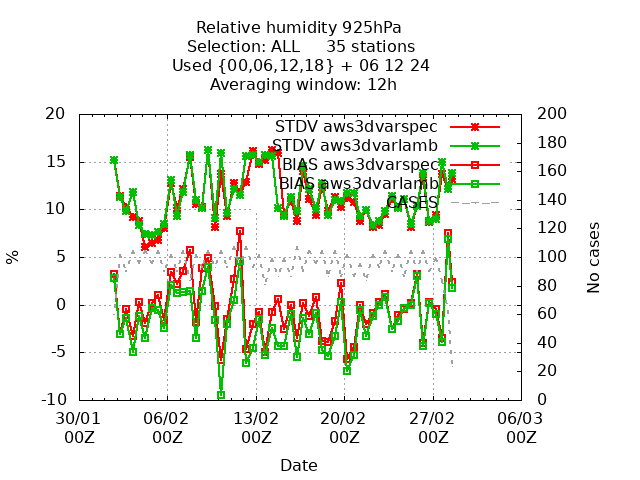 Relative humidity 925hPa
Selection: ALL 35 stations
Used {00,06,12,18} + 06 12 24
Averaging window: 12h
STDV aws3dvarspec
STDV aws3dvarlamb
BIAS aws3dvarspec
BIAS aws3dvarlamb
CASES
20
15
10
5
0
-5
-10
%
200
180
160
140
120
100
80
60
40
20
0
No cases
30/01 06/02 13/02 20/02 27/02 06/03
00Z 00Z 00Z 00Z 00Z 00Z
Date